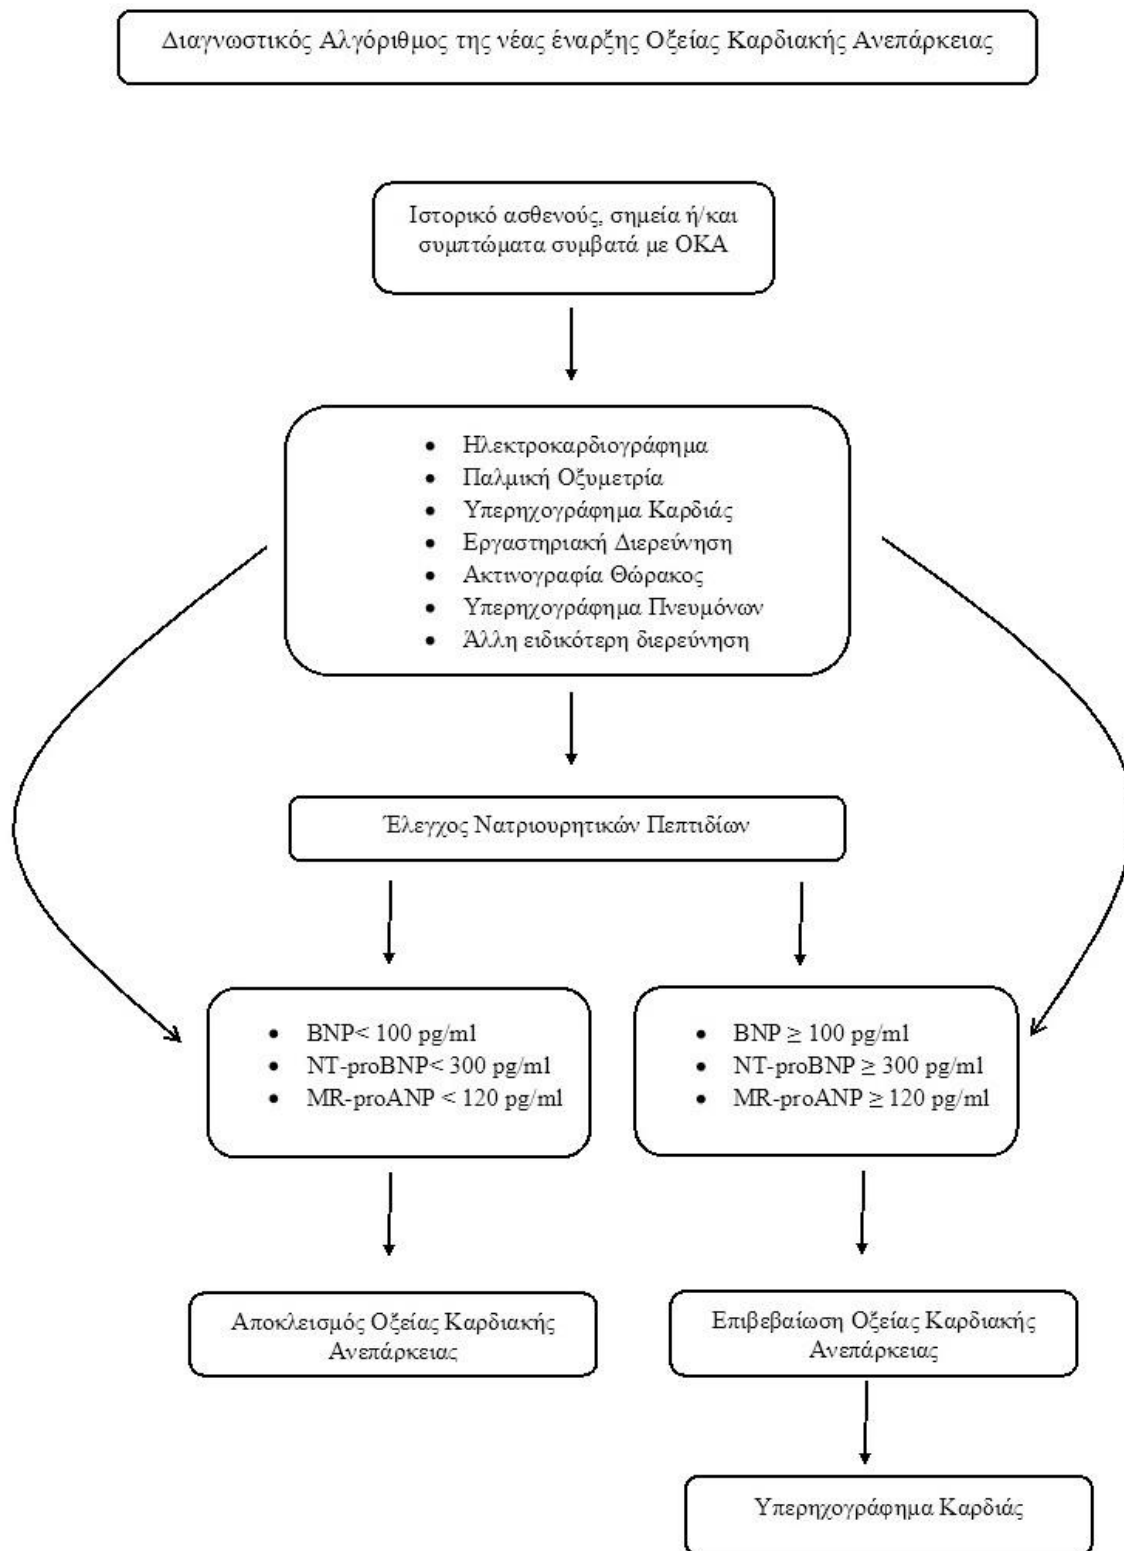 Διαγνωστικός Αλγόριθμος της νέας έναρξης Οξείας Καρδιακής Ανεπάρκειας
Ιστορικό ασθενούς, σημεία ή/και
συμπτώματα συμβατά με ΟΚΑ
• Ηλεκτροκαρδιογράφημα
• Παλμική Οξυμετρία
• Υπερηχογράφημα Καρδιάς
• Εργαστηριακή Διερεύνηση
• Ακτινογραφία Θώρακος
• Υπερηχογράφημα Πνευμόνων
• Άλλη ειδικότερη διερεύνηση
Έλεγχος Νατριουρητικών Πεπτιδίων
• BNP< 100 pg/ml
• NT-proBNP< 300 pg/ml
• MR-proANP < 120 pg/ml
• BNP ≥ 100 pg/ml
• NT-proBNP ≥ 300 pg/ml
• MR-proANP ≥ 120 pg/ml
Αποκλεισμός Οξείας Καρδιακής
Ανεπάρκειας
Επιβεβαίωση Οξείας Καρδιακής
Ανεπάρκειας
Υπερηχογράφημα Καρδιάς